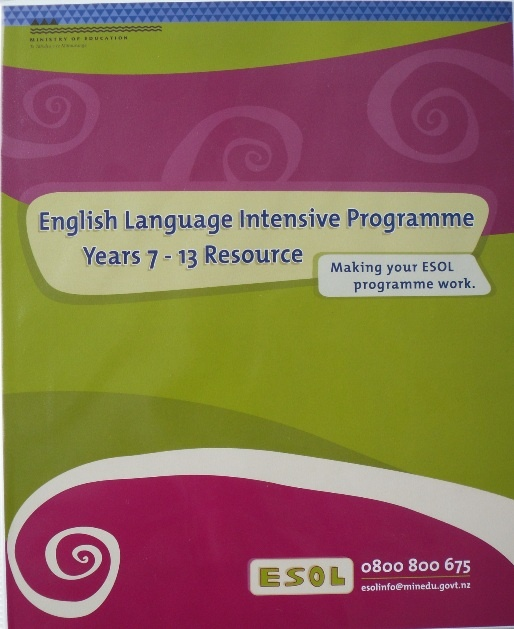 MINISTRY OF EDUCATION
English Language Intensive Programme
Years 7 - 13 Resource
Making your ESOL
programme work.
ESOL
0800 800 675
esolinfo@minedu.govt.nz